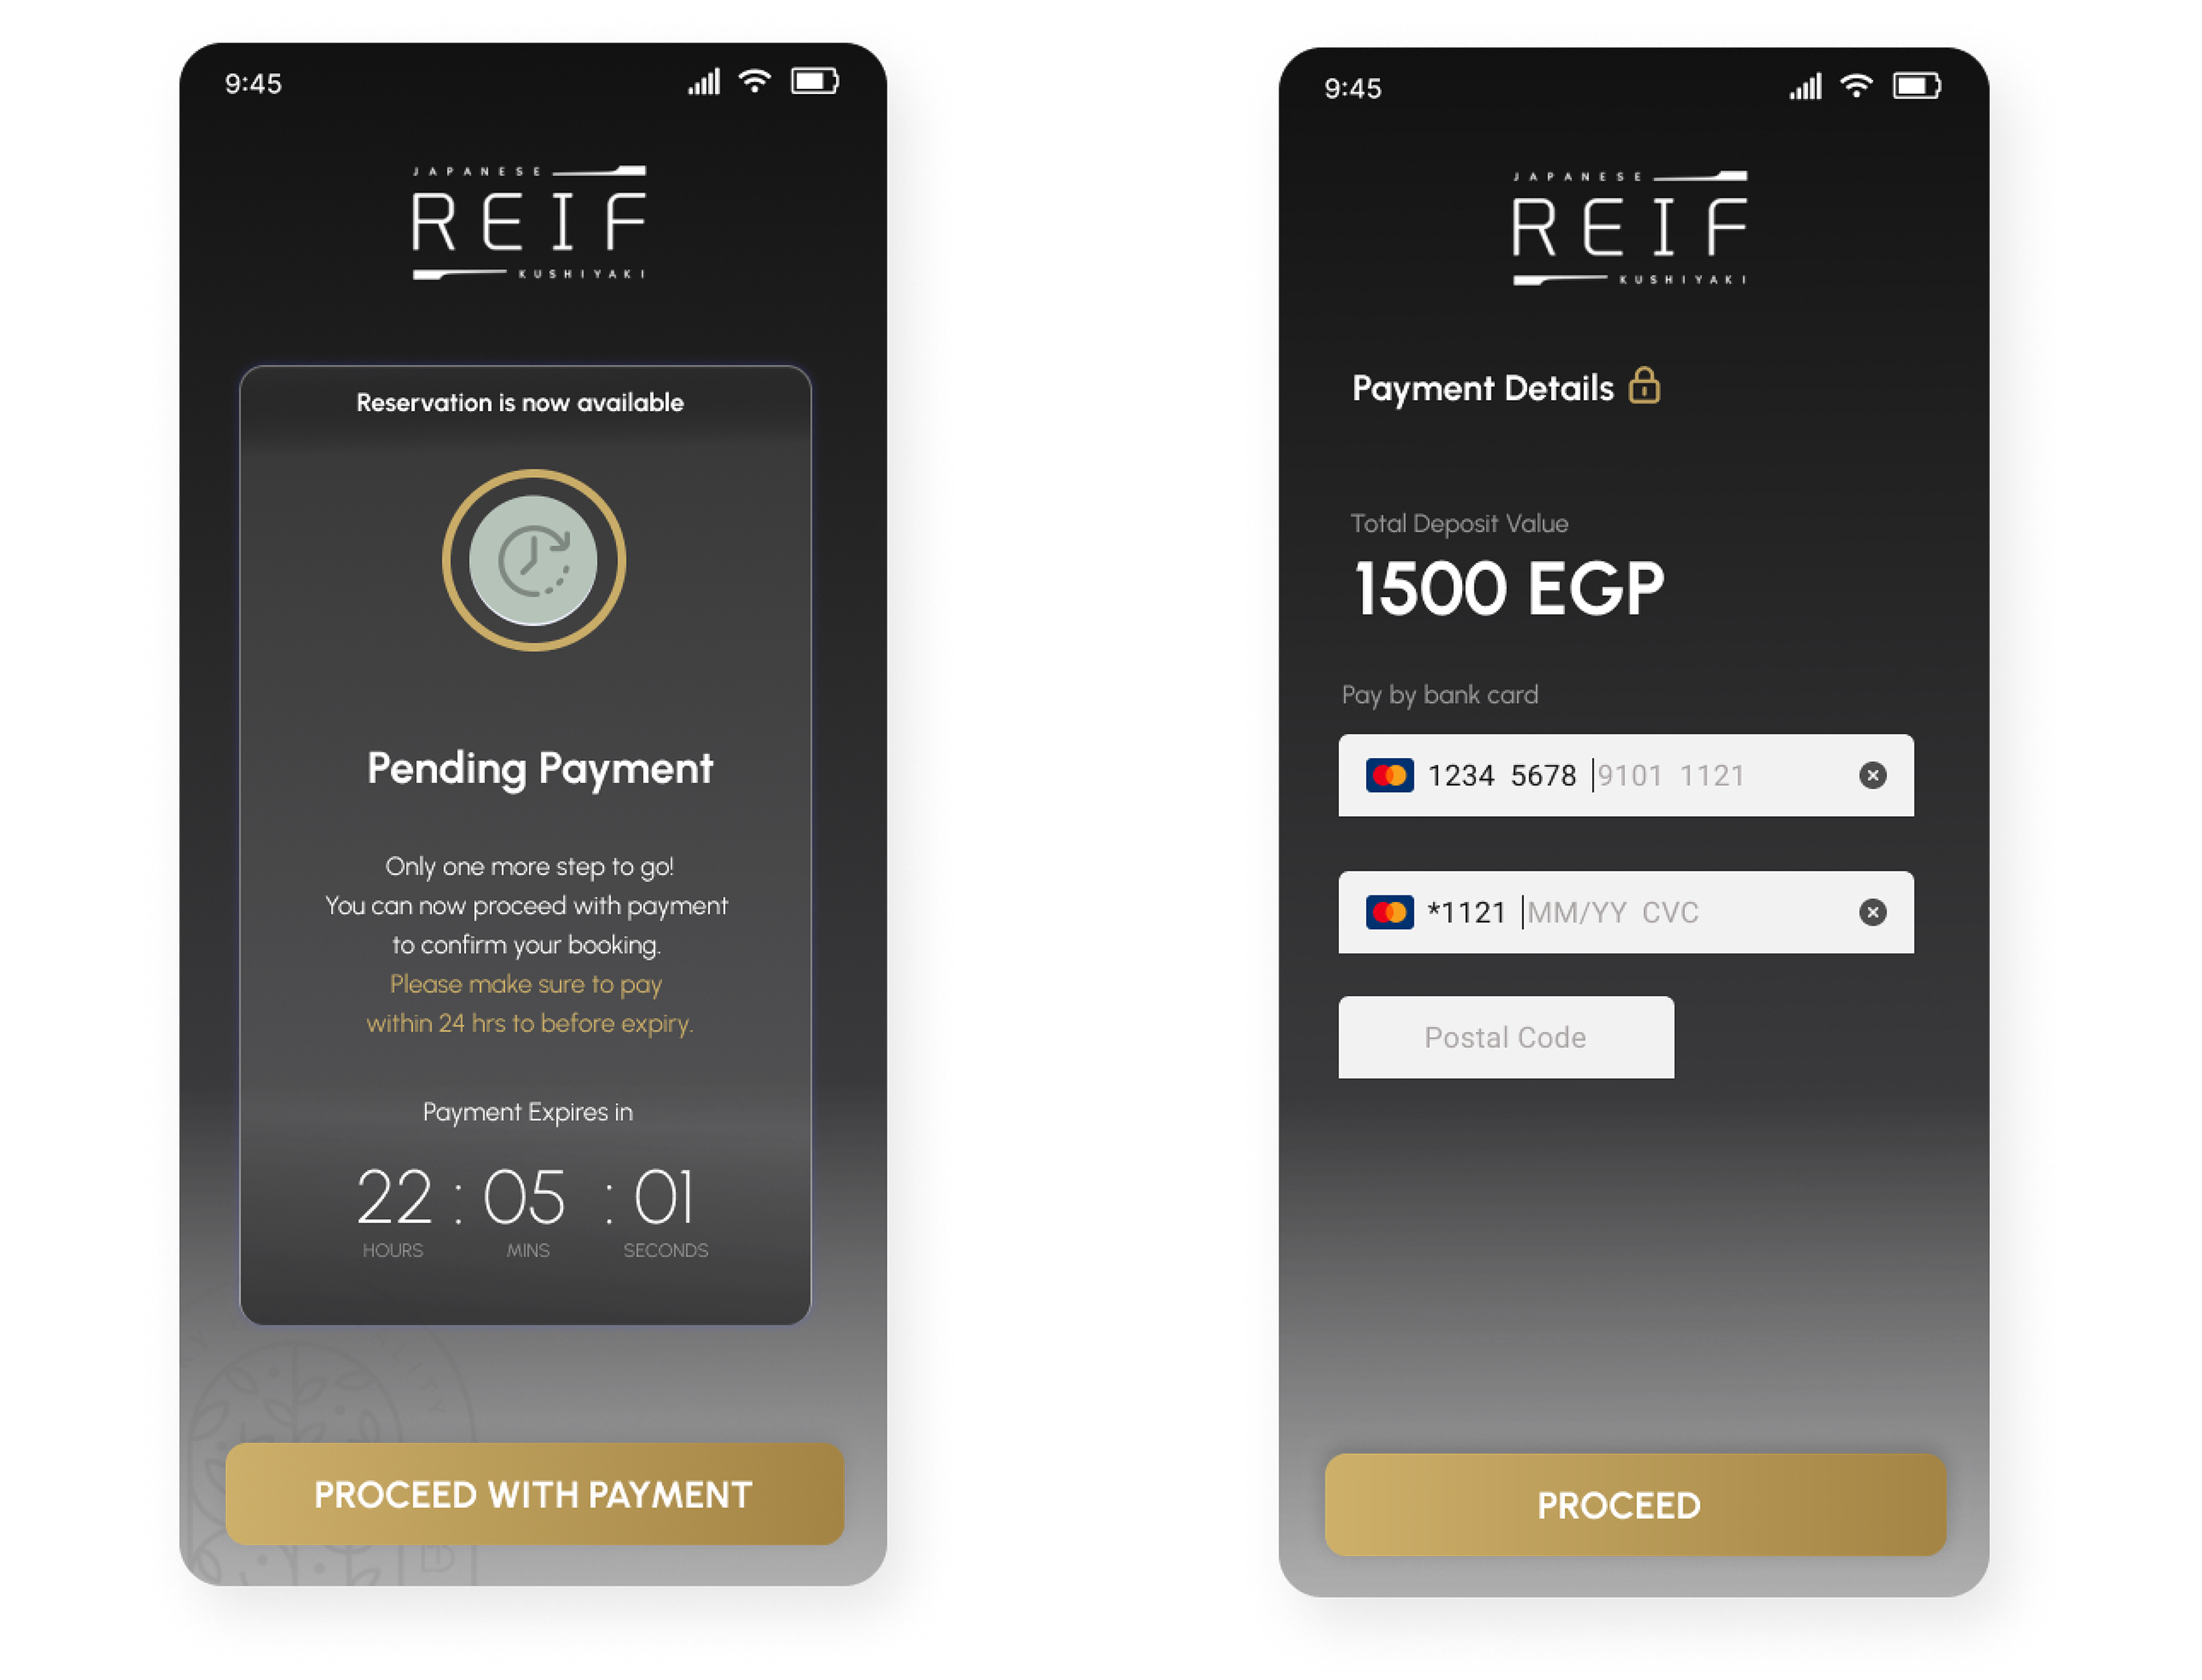 9:45
JAPANESE
REIF
KUSHIYAKI
Reservation is now available
Pending Payment
Only one more step to go!
You can now proceed with payment
to confirm your booking.
Please make sure to pay
within 24 hrs to before expiry.
Payment Expires in
22 : 05 : 01
HOURS MINS SECONDS
PROCEED WITH PAYMENT
9:45
JAPANESE
REIF
KUSHIYAKI
Payment Details
Total Deposit Value
1500 EGP
Pay by bank card
1234 5678 9101 1121
*1121 MM/YY CVC
Postal Code
PROCEED